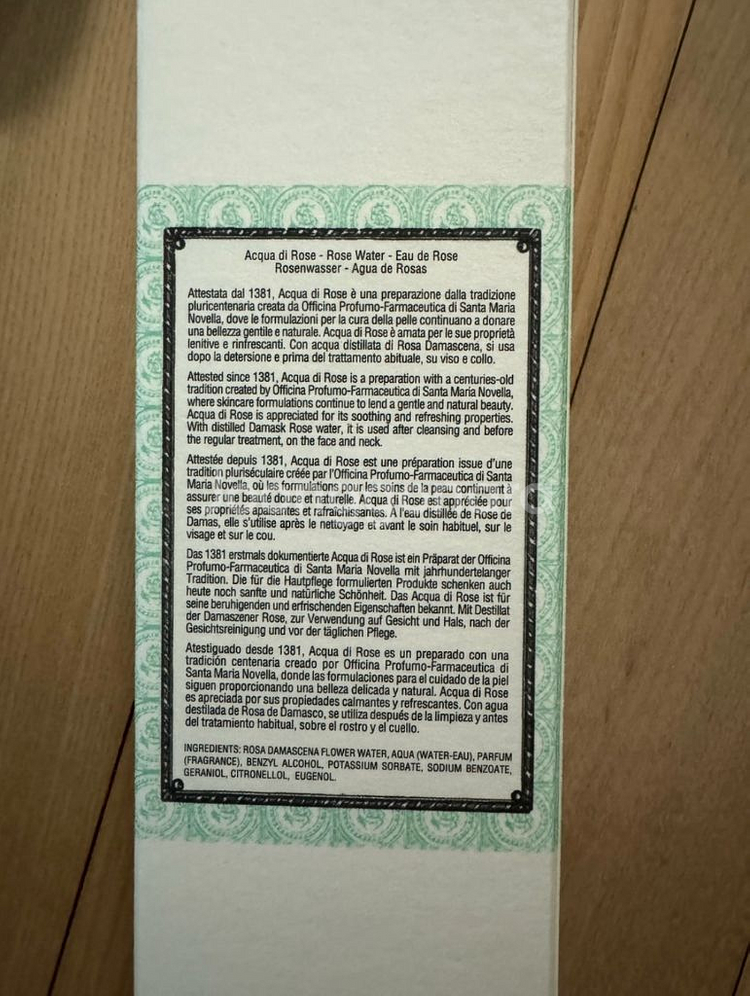 Acqua di Rose - Rose Water - Eau de Rose
Rosenwasser - Agua de Rosas
Attestata dal 1381, Acqua di Rose è una preparazione dalla tradizione
pluricentenaria creata da Officina Profumo-Farmaceutica di Santa Maria
Novella, dove le formulazioni per la cura della pelle continuano a donare
una bellezza gentile e naturale. Acqua di Rose è amata per le sue proprietà
lenitive e rinfrescanti. Con acqua distillata di Rosa Damascena, si usa
dopo la detersione e prima del trattamento abituale, su viso e collo.
Attested since 1381, Acqua di Rose is a preparation with a centuries-old
tradition created by Officina Profumo-Farmaceutica di Santa Maria Novella,
where skincare formulations continue to lend a gentle and natural beauty.
Acqua di Rose is appreciated for its soothing and refreshing properties.
With distilled Damask Rose water, it is used after cleansing and before
the regular treatment, on the face and neck.
Attestée depuis 1381, Acqua di Rose est une préparation issue d'une
tradition pluriséculaire créée par l'Officina Profumo-Farmaceutica di Santa
Maria Novella, où les formulations pour les soins de la peau continuent à
assurer une beauté douce et naturelle. Acqua di Rose est appréciée pour
ses propriétés apaisantes et rafraîchissantes. À l'eau distillée de Rose de
Damas, elle s'utilise après le nettoyage et avant le soin habituel, sur le
visage et sur le cou.
Das 1381 erstmals dokumentierte Acqua di Rose ist ein Präparat der Officina
Profumo-Farmaceutica di Santa Maria Novella mit jahrhundertelanger
Tradition. Die für die Hautpflege formulierten Produkte schenken auch
heute noch sanfte und natürliche Schönheit. Das Acqua di Rose ist für
seine beruhigenden und erfrischenden Eigenschaften bekannt. Mit Destillat
der Damaszener Rose, zur Verwendung auf Gesicht und Hals, nach der
Gesichtsreinigung und vor der täglichen Pflege.
Atestiguado desde 1381, Acqua di Rose es un preparado con una
tradición centenaria creado por Officina Profumo-Farmaceutica di
Santa Maria Novella, donde las formulaciones para el cuidado de la piel
siguen proporcionando una belleza delicada y natural. Acqua di Rose
es apreciada por sus propiedades calmantes y refrescantes. Con agua
destilada de Rosa de Damasco, se utiliza después de la limpieza y antes
del tratamiento habitual, sobre el rostro y el cuello.
INGREDIENTS: ROSA DAMASCENA FLOWER WATER, AQUA (WATER-EAU), PARFUM
(FRAGRANCE), BENZYL ALCOHOL, POTASSIUM SORBATE, SODIUM BENZOATE,
GERANIOL, CITRONELLOL, EUGENOL.